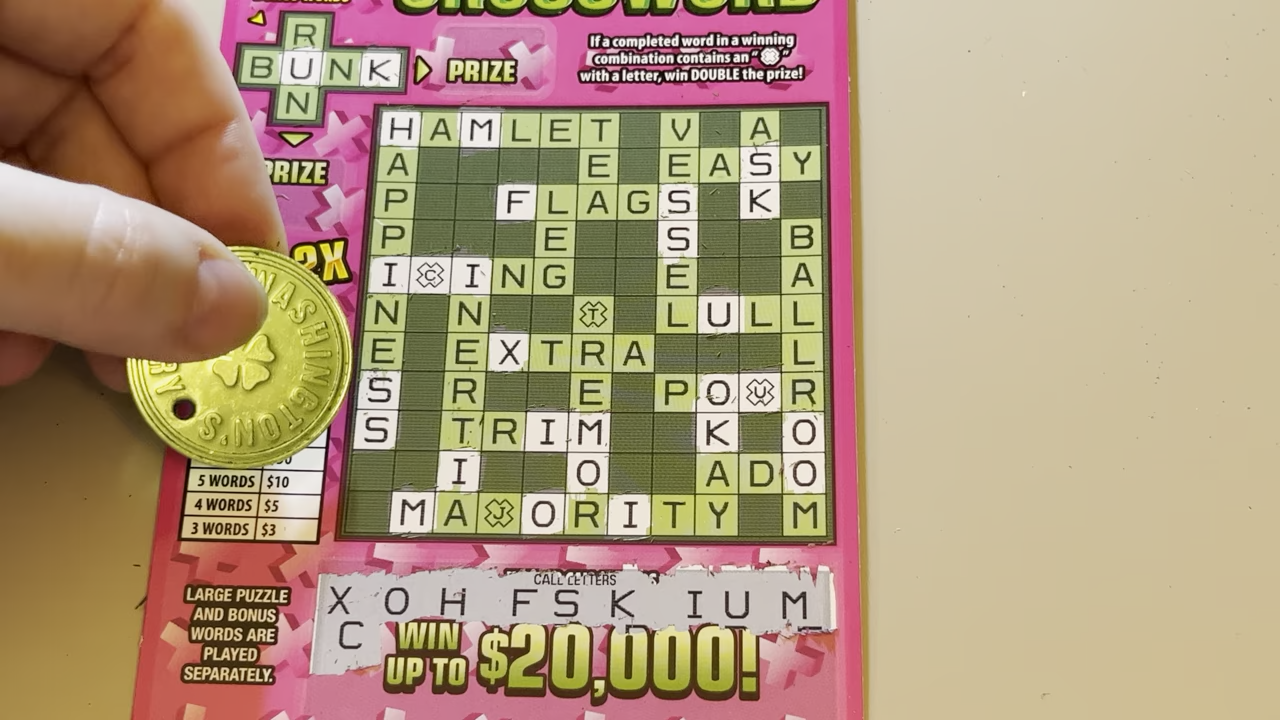 R
BUNK PRIZE
U
N
PRIZE
If a completed word in a winning
combination contains an " "
with a letter, win DOUBLE the prize!
HAMLET V A
A E EASY
P FLAGS K
P E S B
ICING E A
N N T LULL
E EXTRA L
S R E POUR
S TRIM K O
I O ADO
MAJORITY M
2X
WASHINGTON'S
5 WORDS $10
4 WORDS $5
3 WORDS $3
CALL LETTERS
X O H F S K I U M
C
LARGE PUZZLE
AND BONUS
WORDS ARE
PLAYED
SEPARATELY.
WIN
UP TO $20,000!